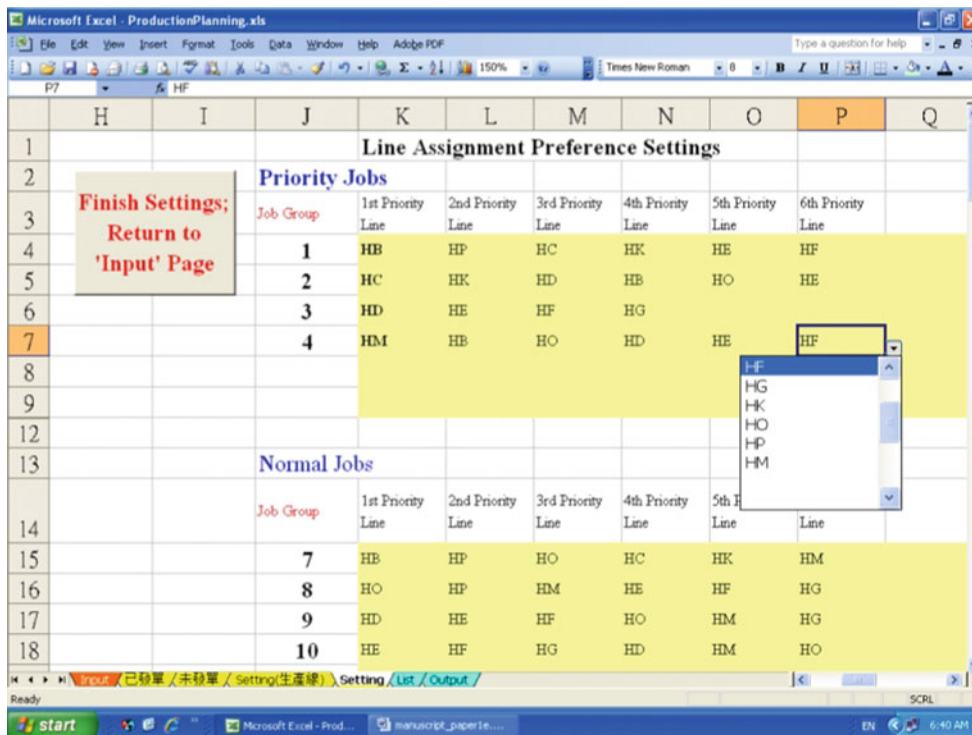 Microsoft Excel - ProductionPlanning.xls
File Edit View Insert Format Tools Data Window Help Adobe PDF Type a question for help
150% Times New Roman 8 B I U A
P7 fx HF
H I J K L M N O P Q
1 Line Assignment Preference Settings
2 Priority Jobs
Finish Settings;
Return to
'Input' Page
3 Job Group 1st Priority Line 2nd Priority Line 3rd Priority Line 4th Priority Line 5th Priority Line 6th Priority Line
4 1 HB HP HC HK HE HF
5 2 HC HK HD HB HO HE
6 3 HD HE HF HG
7 4 HM HB HO HD HE HF
8
9
HF
HG
HK
HO
HP
HM
12
13 Normal Jobs
14 Job Group 1st Priority Line 2nd Priority Line 3rd Priority Line 4th Priority Line 5th Line Line
15 7 HB HP HO HC HK HM
16 8 HO HP HM HE HF HG
17 9 HD HE HF HO HM HG
18 10 HE HF HG HD HM HO
Input 已發單 未發單 Setting(生產線) Setting List Output
Ready SCRL
start Microsoft Excel - Prod... manuscript_paper1e.... EN 6:40 AM